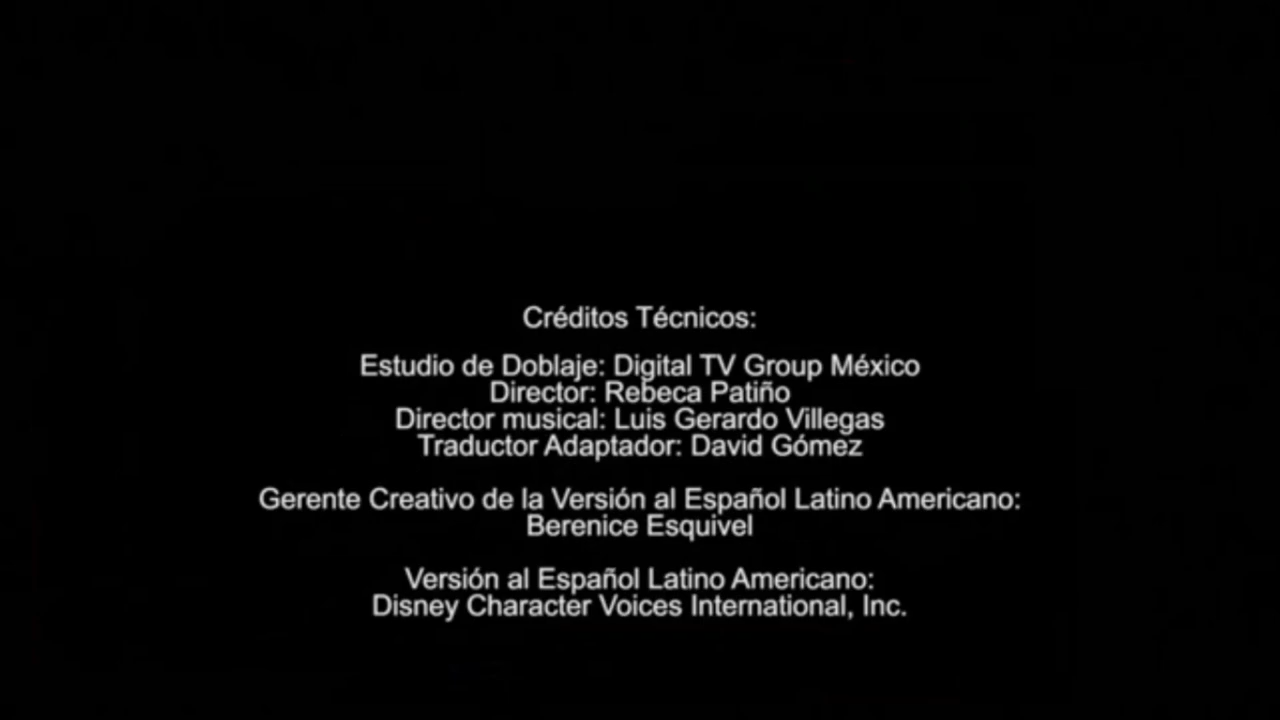 Créditos Técnicos:
Estudio de Doblaje: Digital TV Group México
Director: Rebeca Patiño
Director musical: Luis Gerardo Villegas
Traductor Adaptador: David Gómez
Gerente Creativo de la Versión al Español Latino Americano:
Berenice Esquivel
Versión al Español Latino Americano:
Disney Character Voices International, Inc.